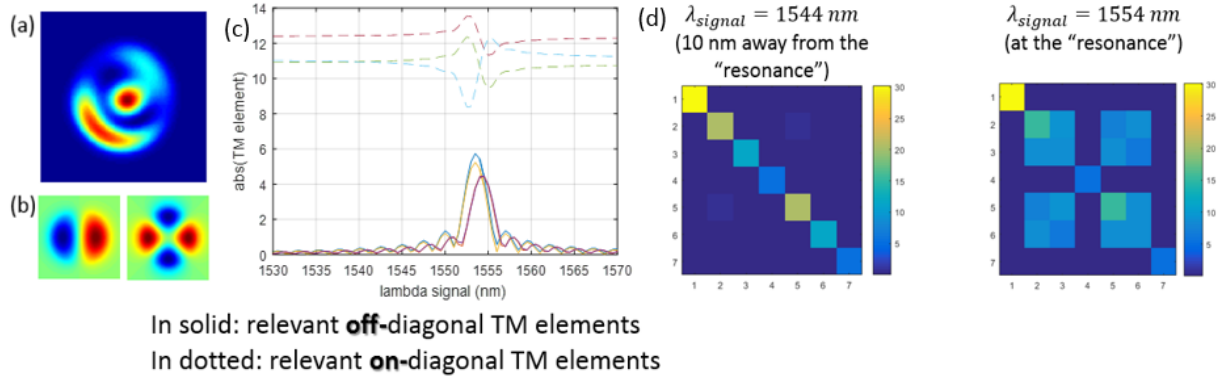 (a)
(b)
(c)
14
12
10
8
6
4
2
0
abs(TM element)
1530 1535 1540 1545 1550 1555 1560 1565 1570
lambda signal (nm)
In solid: relevant off-diagonal TM elements
In dotted: relevant on-diagonal TM elements
(d)
λsignal = 1544 nm
(10 nm away from the
“resonance”)
1
2
3
4
5
6
7
1 2 3 4 5 6 7
30
25
20
15
10
5
λsignal = 1554 nm
(at the “resonance”)
1
2
3
4
5
6
7
1 2 3 4 5 6 7
30
25
20
15
10
5